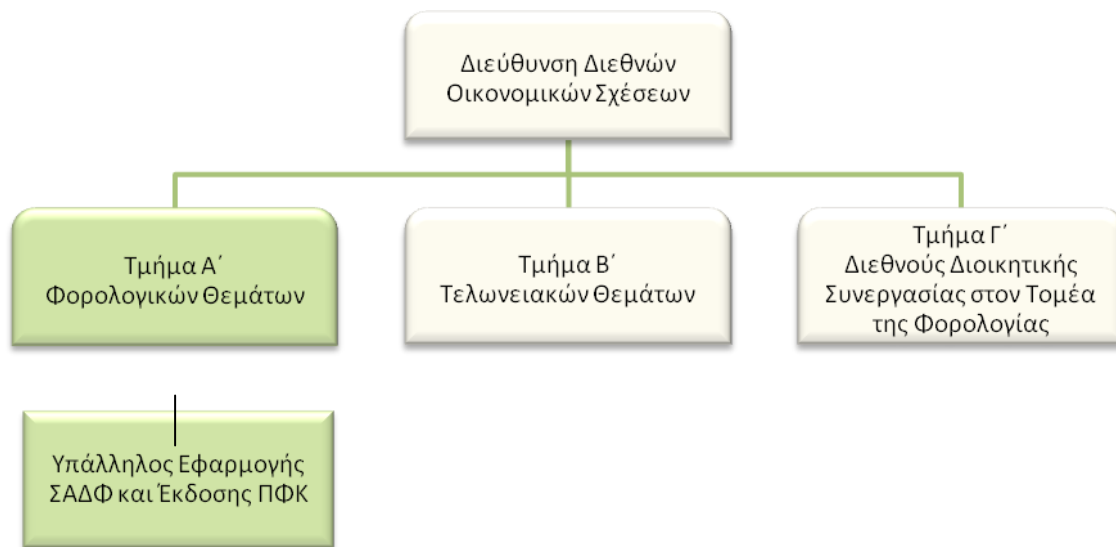 Διεύθυνση Διεθνών
Οικονομικών Σχέσεων
Τμήμα Α΄
Φορολογικών Θεμάτων
Τμήμα Β΄
Τελωνειακών Θεμάτων
Τμήμα Γ΄
Διεθνούς Διοικητικής
Συνεργασίας στον Τομέα
της Φορολογίας
Υπάλληλος Εφαρμογής
ΣΑΔΦ και Έκδοσης ΠΦΚ